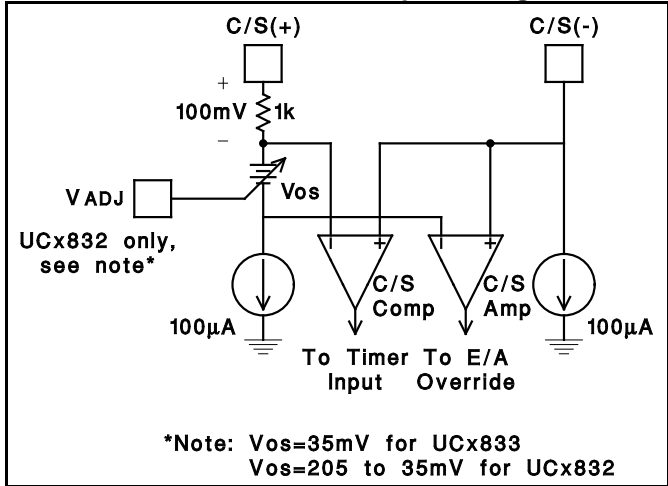 C/S(+)
C/S(-)
+
100mV
1k
−
VADJ
Vos
UCx832 only,
see note*
−
+
−
+
C/S
Comp
C/S
Amp
100μA
100μA
To Timer
Input
To E/A
Override
*Note: Vos=35mV for UCx833
Vos=205 to 35mV for UCx832